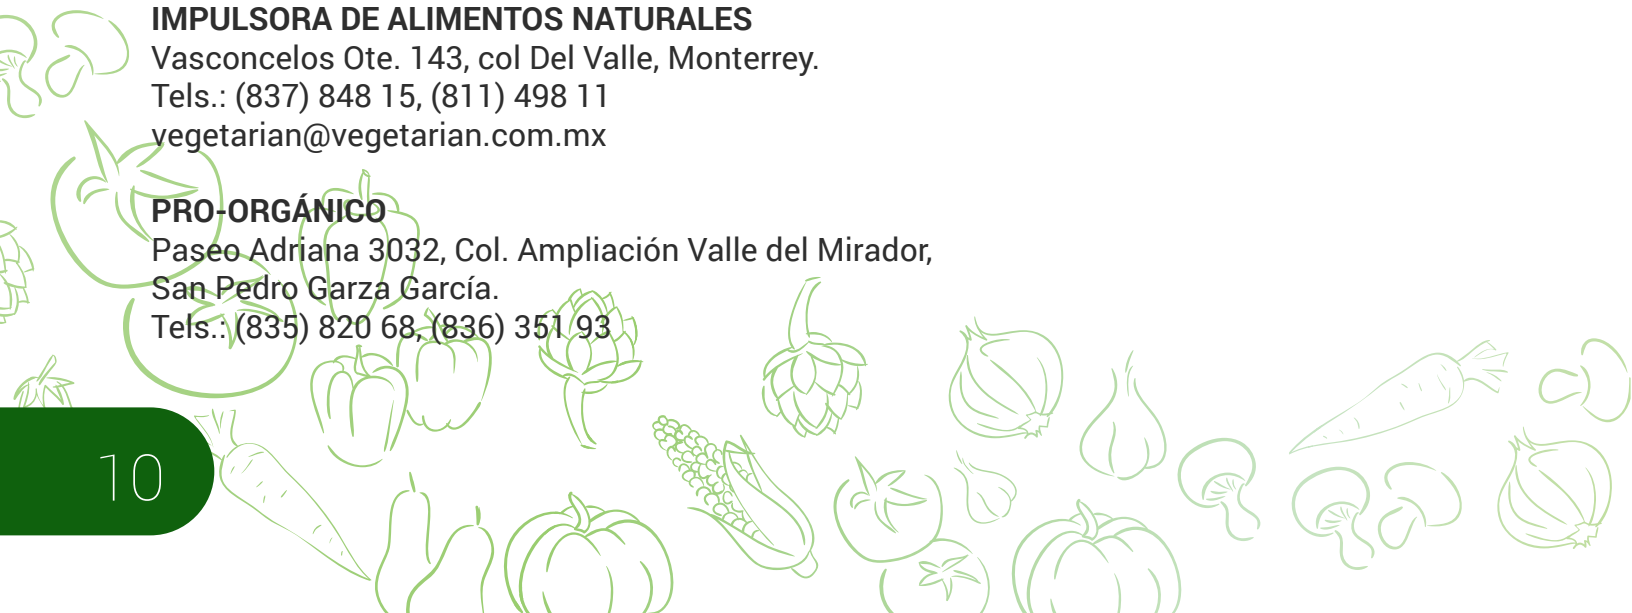 IMPULSORA DE ALIMENTOS NATURALES
Vasconcelos Ote. 143, col Del Valle, Monterrey.
Tels.: (837) 848 15, (811) 498 11
vegetarian@vegetarian.com.mx
PRO-ORGÁNICO
Paseo Adriana 3032, Col. Ampliación Valle del Mirador,
San Pedro Garza García.
Tels.: (835) 820 68, (836) 351 93
10